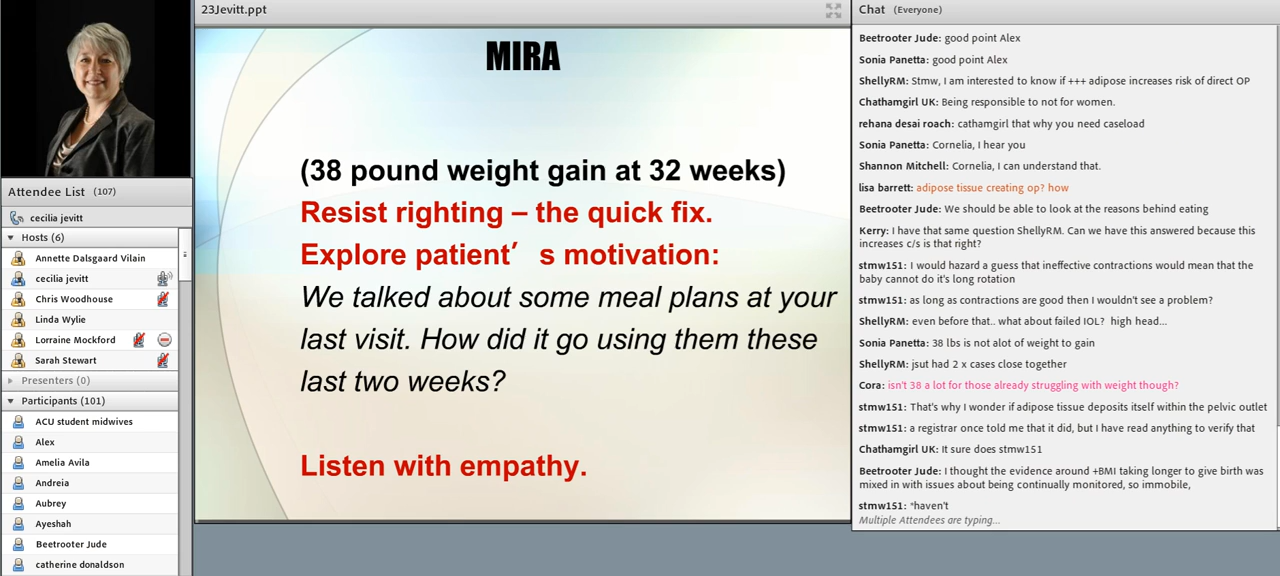 23Jevitt.ppt
MIRA
(38 pound weight gain at 32 weeks)
Resist righting – the quick fix.
Explore patient’ s motivation:
We talked about some meal plans at your
last visit. How did it go using them these
last two weeks?
Listen with empathy.
Attendee List (107)
cecilia jevitt
Hosts (6)
Annette Dalsgaard Vilain
cecilia jevitt
Chris Woodhouse
Linda Wylie
Lorraine Mockford
Sarah Stewart
Presenters (0)
Participants (101)
ACU student midwives
Alex
Amelia Avila
Andreia
Aubrey
Ayeshah
Beetrooter Jude
catherine donaldson
Chat (Everyone)
Beetrooter Jude: good point Alex
Sonia Panetta: good point Alex
ShellyRM: Stmw, I am interested to know if +++ adipose increases risk of direct OP
Chathamgirl UK: Being responsible to not for women.
rehana desai roach: cathamgirl that why you need caseload
Sonia Panetta: Cornelia, I hear you
Shannon Mitchell: Cornelia, I can understand that.
lisa barrett: adipose tissue creating op? how
Beetrooter Jude: We should be able to look at the reasons behind eating
Kerry: I have that same question ShellyRM. Can we have this answered because this
increases c/s is that right?
stmw151: I would hazard a guess that ineffective contractions would mean that the
baby cannot do it's long rotation
stmw151: as long as contractions are good then I wouldn't see a problem?
ShellyRM: even before that.. what about failed IOL? high head...
Sonia Panetta: 38 lbs is not alot of weight to gain
ShellyRM: jsut had 2 x cases close together
Cora: isn't 38 a lot for those already struggling with weight though?
stmw151: That's why I wonder if adipose tissue deposits itself within the pelvic outlet
stmw151: a registrar once told me that it did, but I have read anything to verify that
Chathamgirl UK: It sure does stmw151
Beetrooter Jude: I thought the evidence around +BMI taking longer to give birth was
mixed in with issues about being continually monitored, so immobile,
stmw151: *haven't
Multiple Attendees are typing...